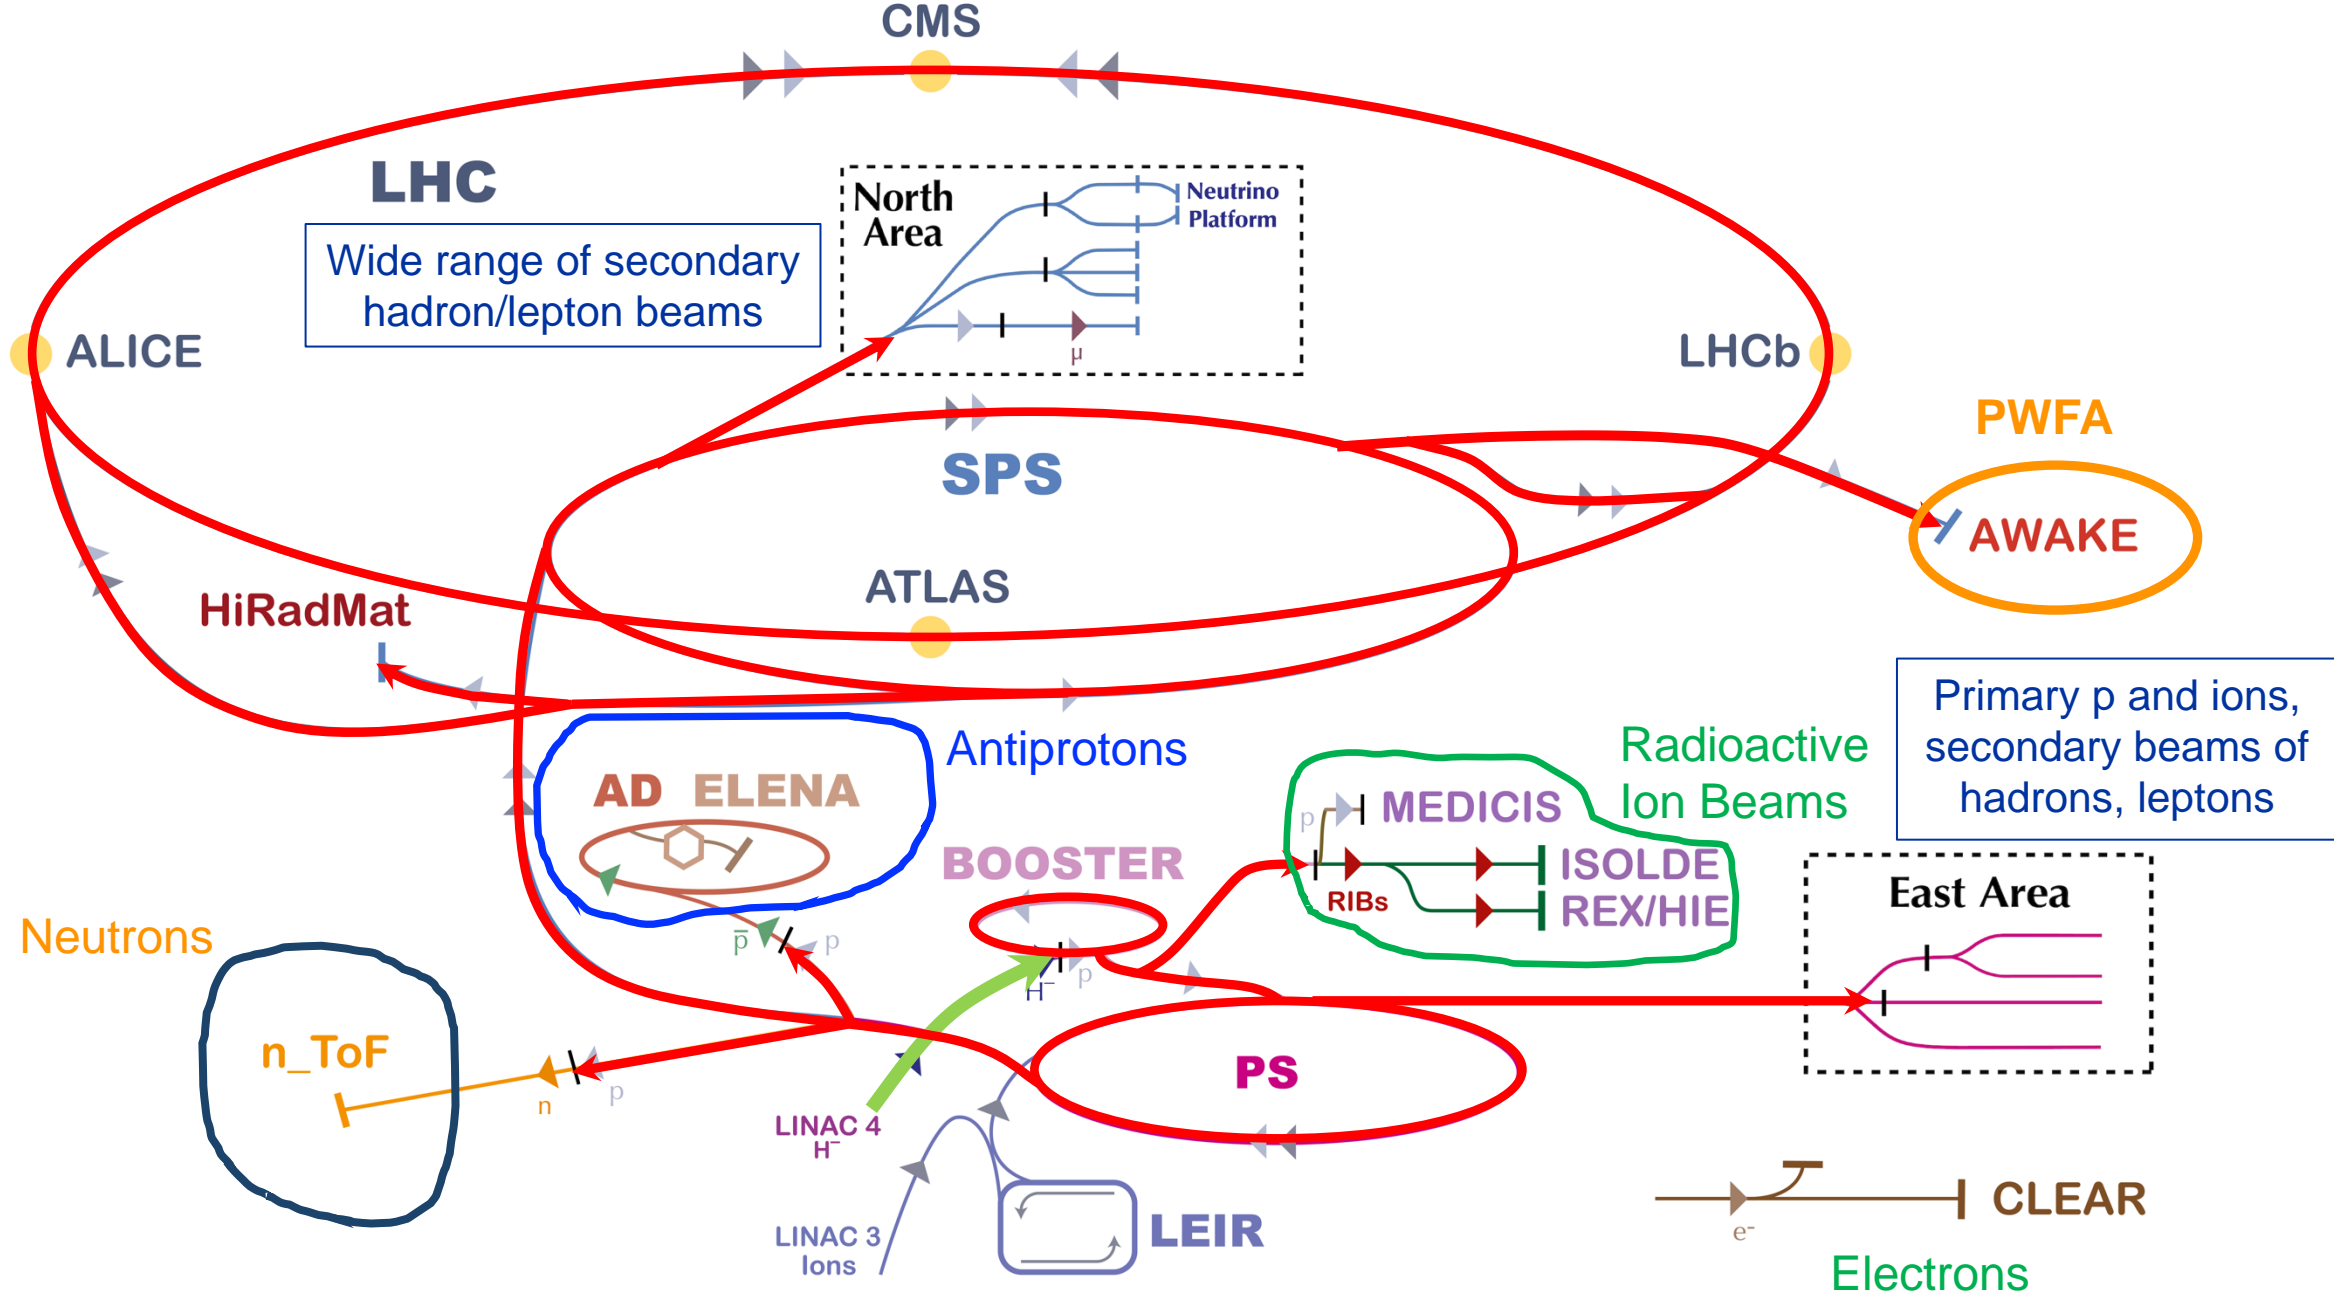 CMS
LHC
North
Area
Neutrino
Platform
Wide range of secondary
hadron/lepton beams
μ
ALICE
LHCb
PWFA
SPS
AWAKE
ATLAS
HiRadMat
Primary p and ions,
secondary beams of
hadrons, leptons
Antiprotons
Radioactive
Ion Beams
AD ELENA
p
MEDICIS
BOOSTER
ISOLDE
RIBs
REX/HIE
East Area
Neutrons
p̅
p
H⁻
p
n_ToF
n
p
PS
LINAC 4
H⁻
LINAC 3
Ions
LEIR
CLEAR
e⁻
Electrons